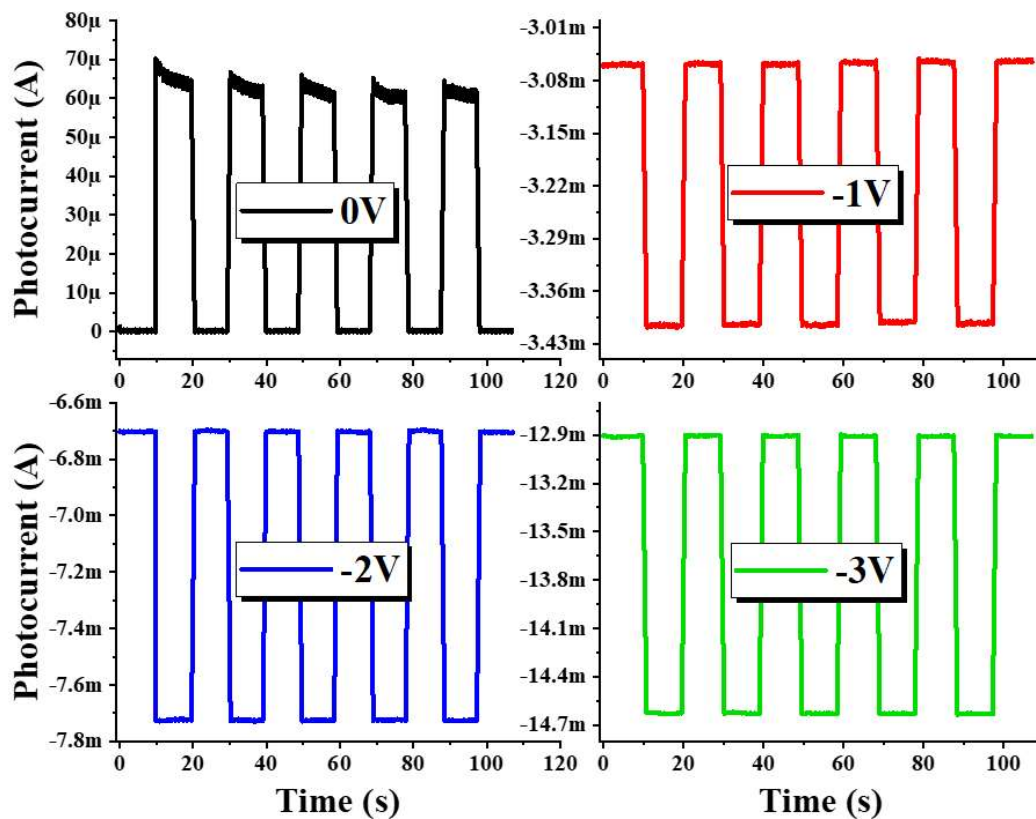 Photocurrent (A)
80μ
70μ
60μ
50μ
40μ
30μ
20μ
10μ
0
0V
0 20 40 60 80 100 120
-3.01m
-3.08m
-3.15m
-3.22m
-3.29m
-3.36m
-3.43m
-1V
0 20 40 60 80 100
Photocurrent (A)
-6.6m
-6.8m
-7.0m
-7.2m
-7.4m
-7.6m
-7.8m
-2V
0 20 40 60 80 100 120
Time (s)
-12.9m
-13.2m
-13.5m
-13.8m
-14.1m
-14.4m
-14.7m
-3V
0 20 40 60 80 100
Time (s)